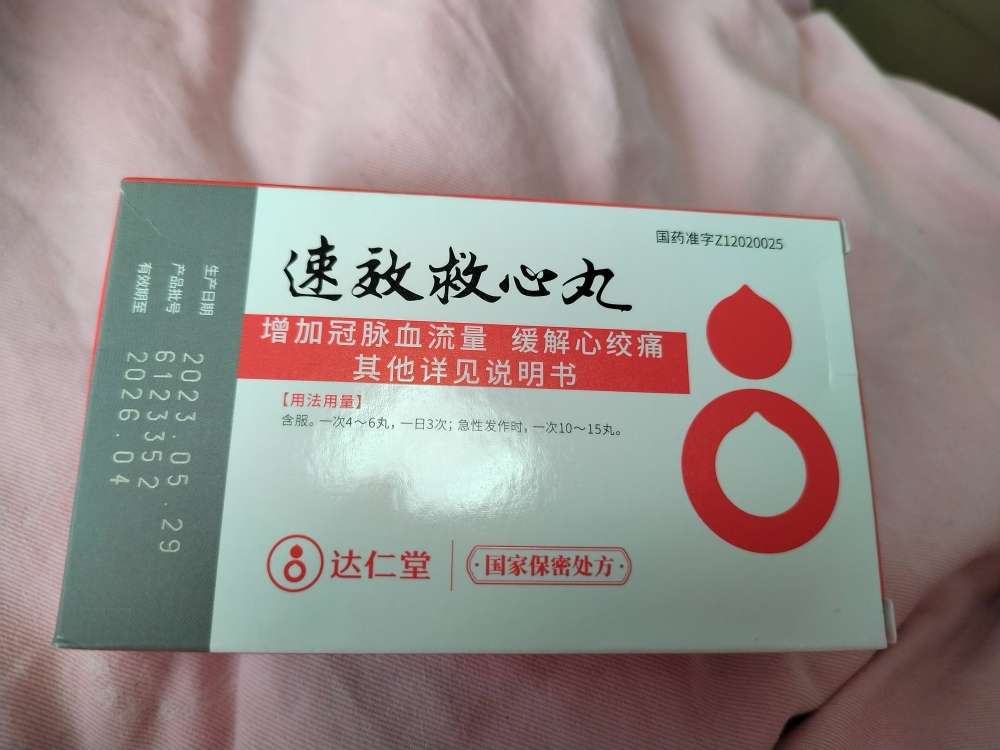 国药准字Z12020025
速效救心丸
增加冠脉血流量 缓解心绞痛
其他详见说明书
【用法用量】
含服。一次4～6丸，一日3次；急性发作时，一次10～15丸。
达仁堂
·国家保密处方·
生产日期 2023.05.29
产品批号 6123352
有效期至 2026.04